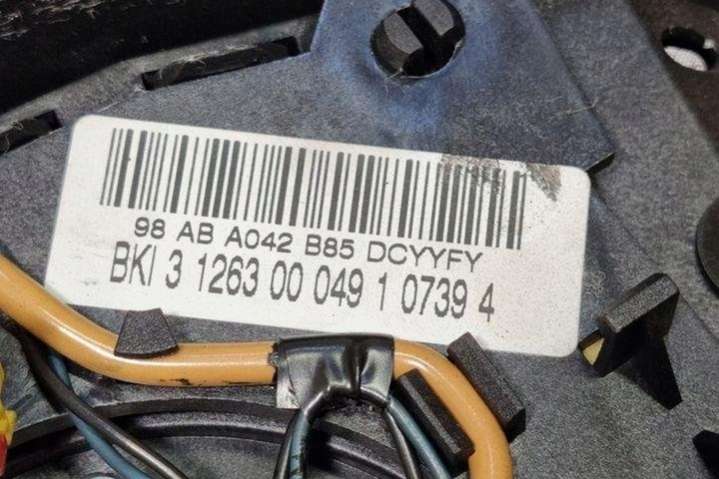 98 AB A042 B85 DCYYFY
BKI 3 1263 00 049 1 0739 4